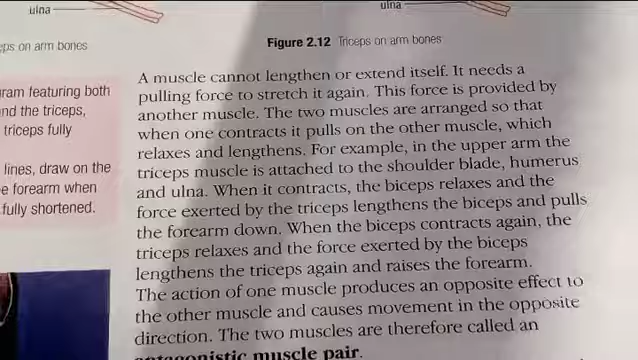 ulna
ulna
eps on arm bones
Figure 2.12 Triceps on arm bones
ram featuring both
nd the triceps,
triceps fully
lines, draw on the
e forearm when
fully shortened.
A muscle cannot lengthen or extend itself. It needs a
pulling force to stretch it again. This force is provided by
another muscle. The two muscles are arranged so that
when one contracts it pulls on the other muscle, which
relaxes and lengthens. For example, in the upper arm the
triceps muscle is attached to the shoulder blade, humerus
and ulna. When it contracts, the biceps relaxes and the
force exerted by the triceps lengthens the biceps and pulls
the forearm down. When the biceps contracts again, the
triceps relaxes and the force exerted by the biceps
lengthens the triceps again and raises the forearm.
The action of one muscle produces an opposite effect to
the other muscle and causes movement in the opposite
direction. The two muscles are therefore called an
antagonistic muscle pair.